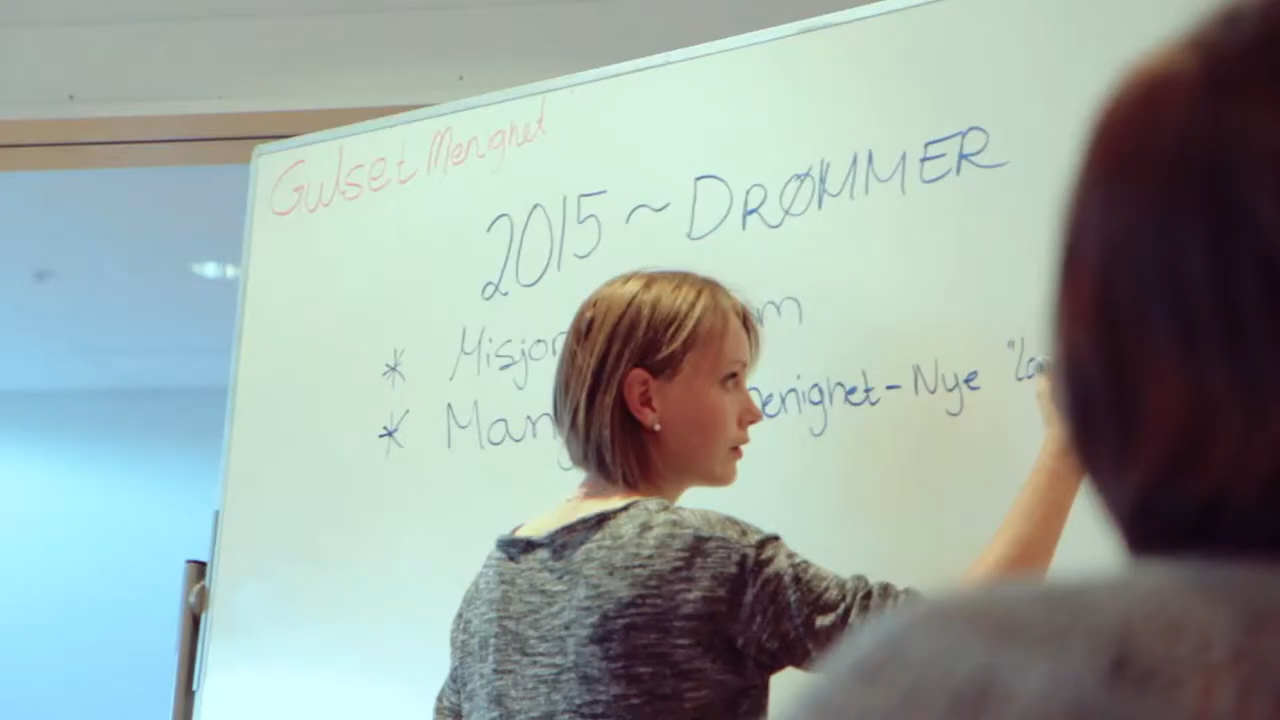 Gulset Menighet
2015 ~ DRØMMER
* Misjon
* Mang menighet - Nye "